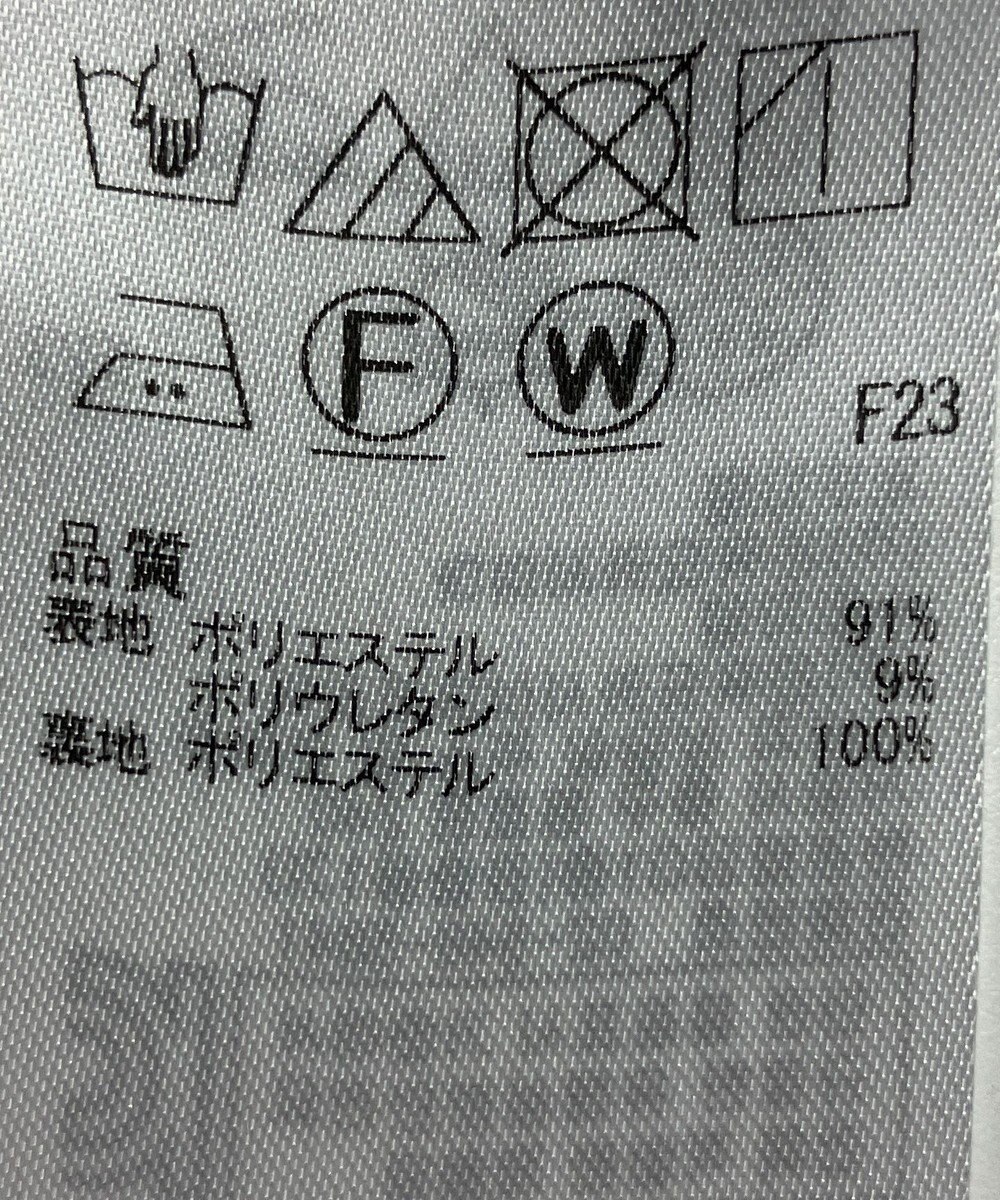 F W F23
品質
表地 ポリエステル 91%
ポリウレタン 9%
裏地 ポリエステル 100%